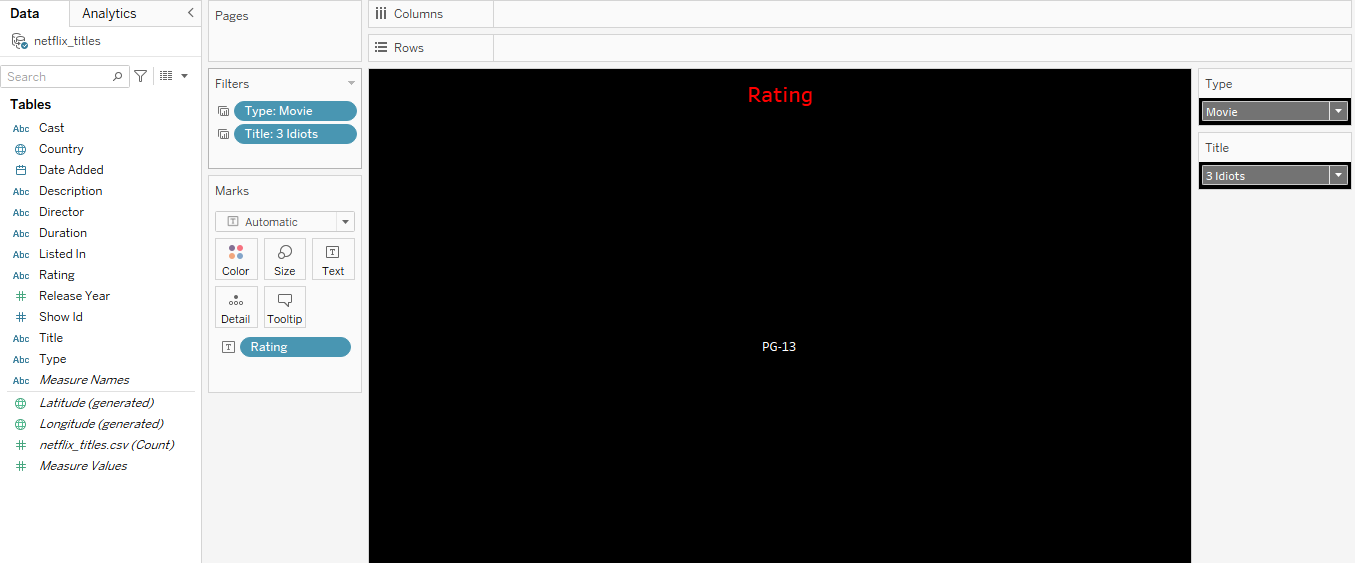 Data
Analytics
netflix_titles
Search
Tables
Abc Cast
Country
Date Added
Abc Description
Abc Director
Abc Duration
Abc Listed In
Abc Rating
# Release Year
# Show Id
Abc Title
Abc Type
Abc Measure Names
Latitude (generated)
Longitude (generated)
# netflix_titles.csv (Count)
# Measure Values
Pages
Filters
Type: Movie
Title: 3 Idiots
Marks
T Automatic
Color
Size
T Text
Detail
Tooltip
T Rating
Columns
Rows
Rating
PG-13
Type
Movie
Title
3 Idiots